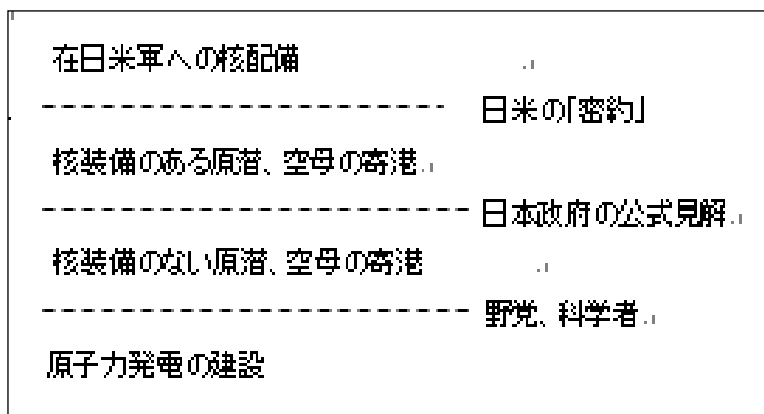 在日米軍への核配備
日米の「密約」
核装備のある原潜、空母の寄港
日本政府の公式見解
核装備のない原潜、空母の寄港
野党、科学者
原子力発電の建設